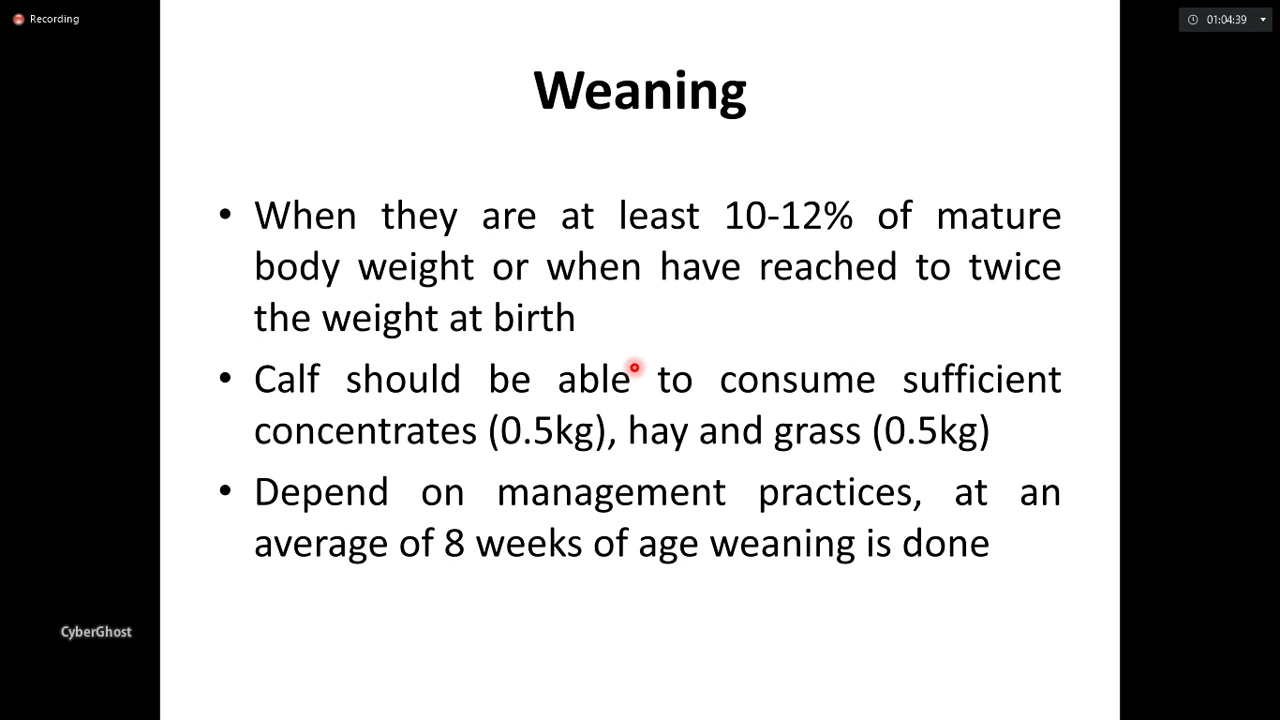 Recording
01:04:39
Weaning
• When they are at least 10-12% of mature
body weight or when have reached to twice
the weight at birth
• Calf should be able to consume sufficient
concentrates (0.5kg), hay and grass (0.5kg)
• Depend on management practices, at an
average of 8 weeks of age weaning is done
CyberGhost